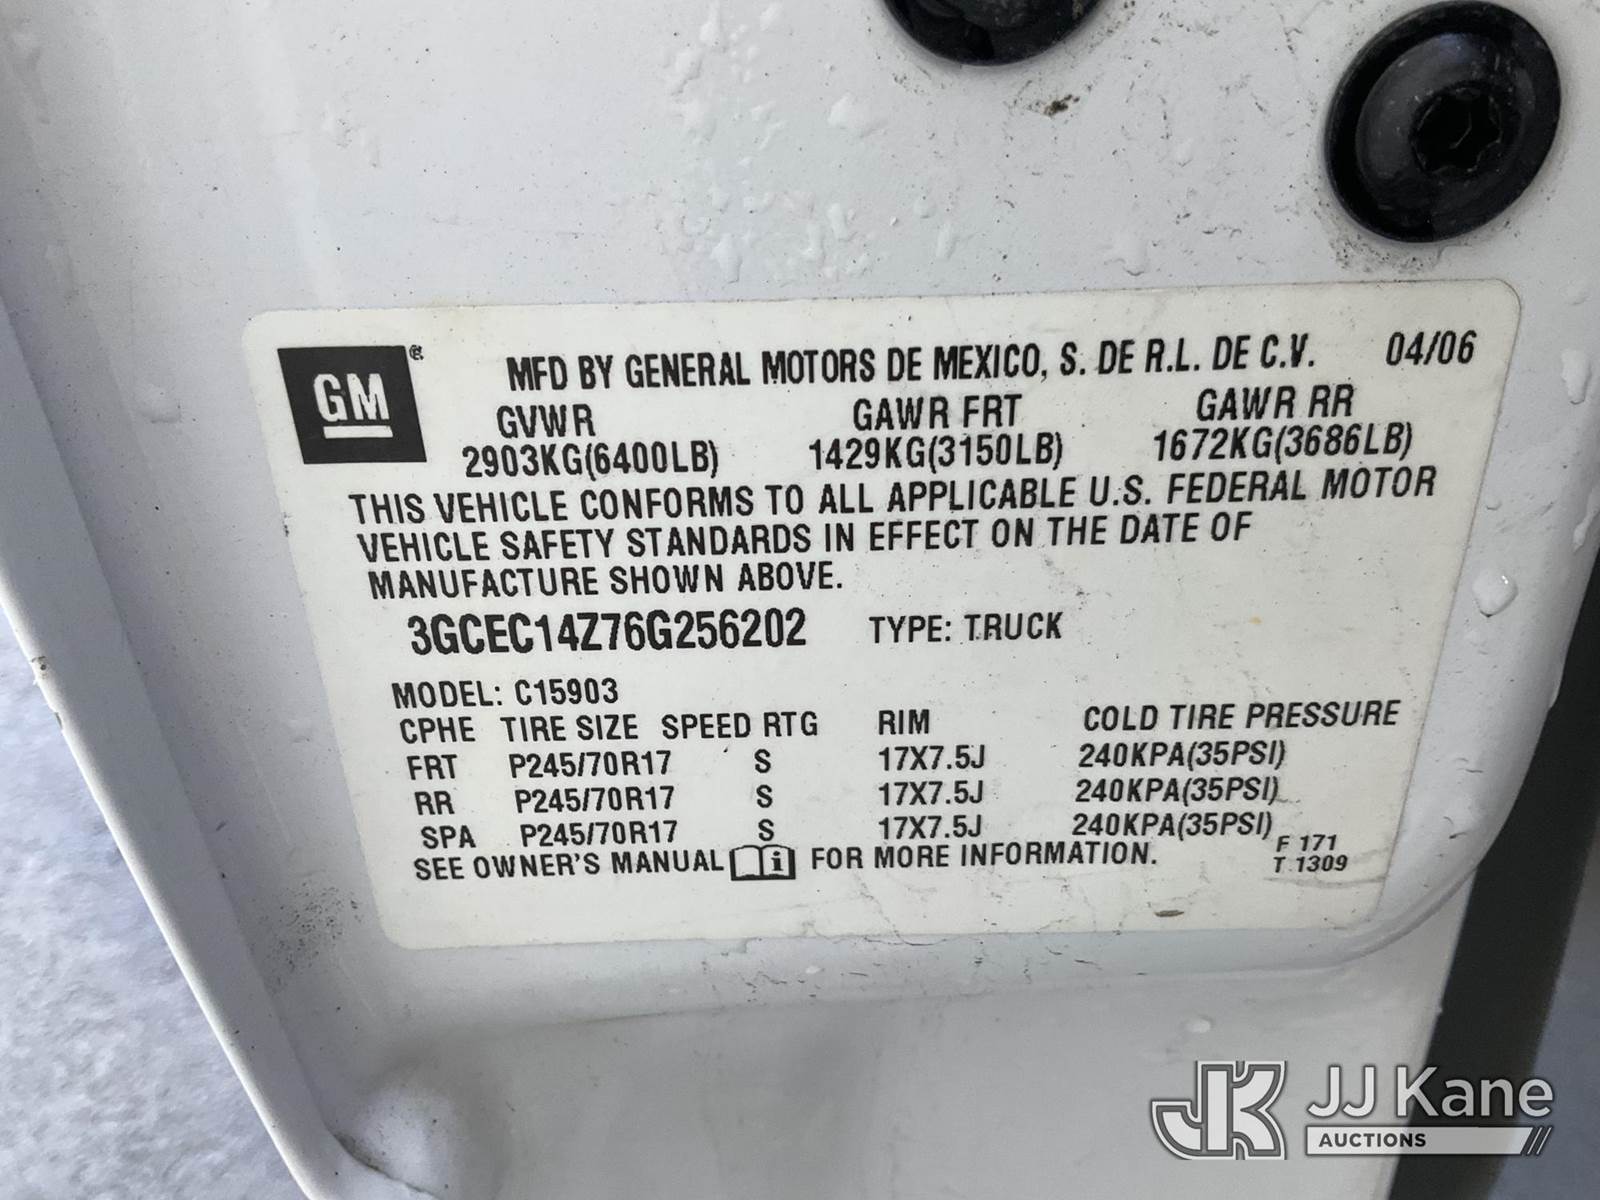 GM®
MFD BY GENERAL MOTORS DE MEXICO, S. DE R.L. DE C.V. 04/06
GVWR GAWR FRT GAWR RR
2903KG(6400LB) 1429KG(3150LB) 1672KG(3686LB)
THIS VEHICLE CONFORMS TO ALL APPLICABLE U.S. FEDERAL MOTOR
VEHICLE SAFETY STANDARDS IN EFFECT ON THE DATE OF
MANUFACTURE SHOWN ABOVE.
3GCEC14Z76G256202 TYPE: TRUCK
MODEL: C15903
CPHE TIRE SIZE SPEED RTG RIM COLD TIRE PRESSURE
FRT P245/70R17 S 17X7.5J 240KPA(35PSI)
RR P245/70R17 S 17X7.5J 240KPA(35PSI)
SPA P245/70R17 S 17X7.5J 240KPA(35PSI)
SEE OWNER'S MANUAL i FOR MORE INFORMATION.
F 171
T 1309
JK JJ Kane
AUCTIONS